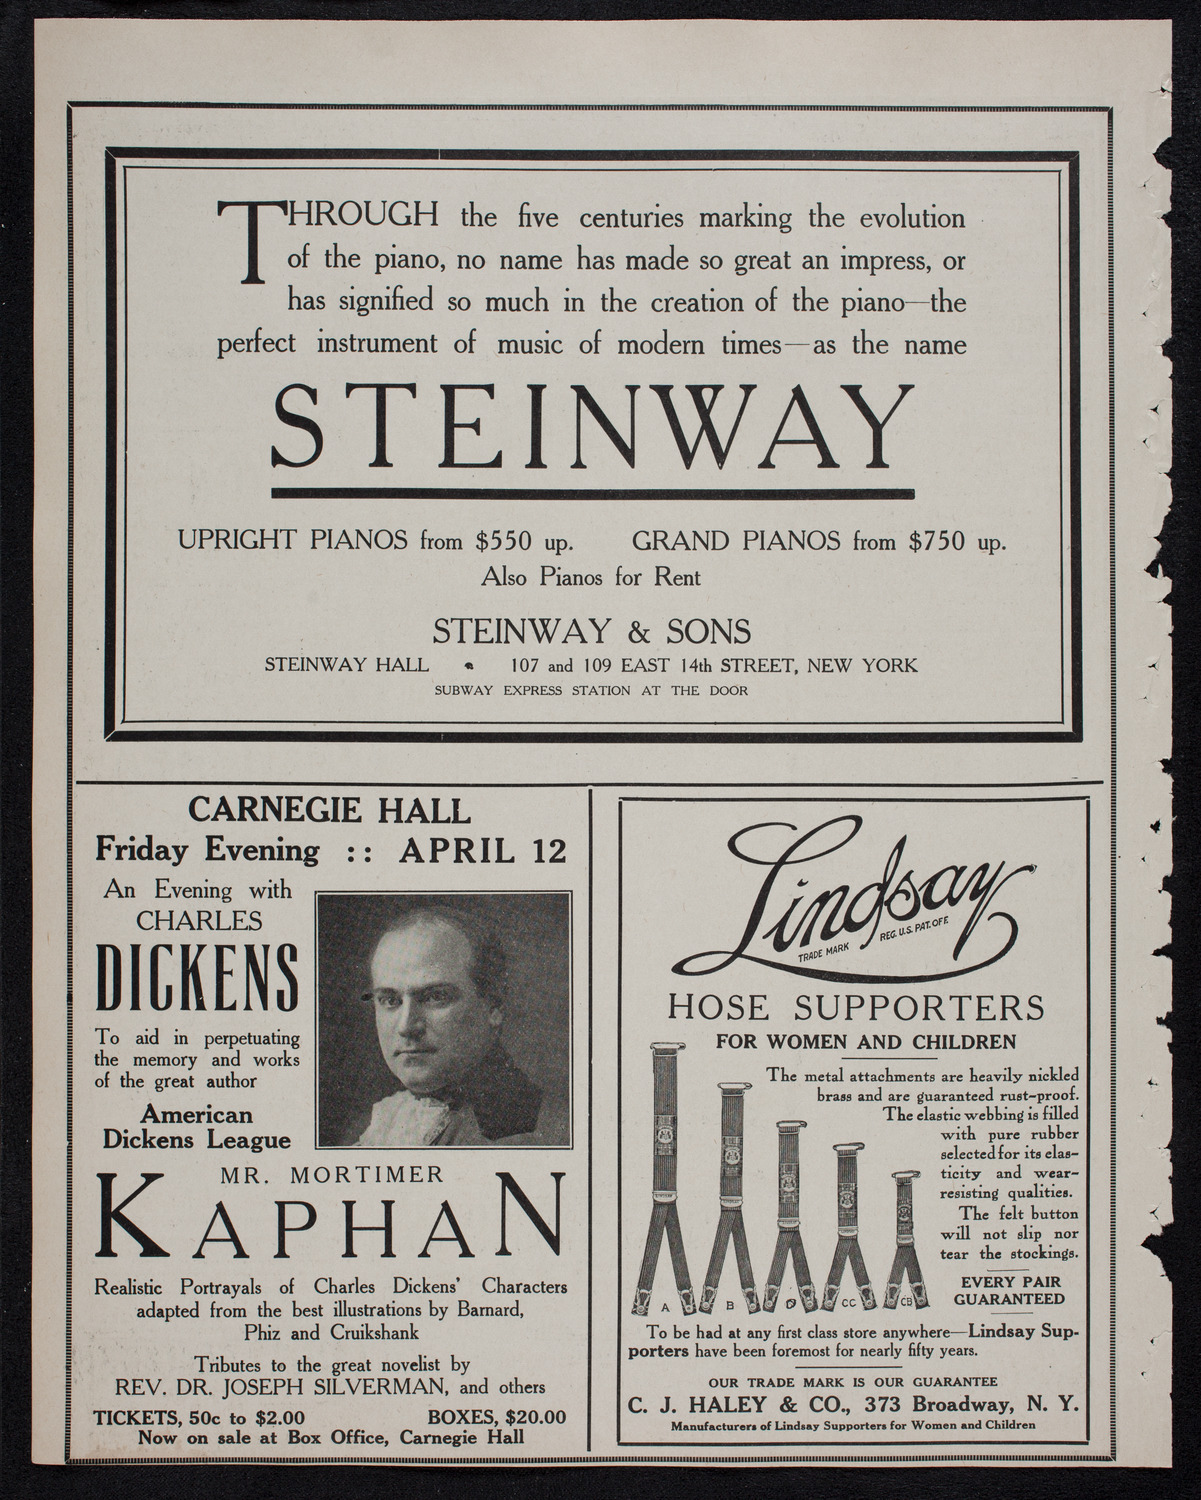 THROUGH the five centuries marking the evolution
of the piano, no name has made so great an impress, or
has signified so much in the creation of the piano—the
perfect instrument of music of modern times—as the name
STEINWAY
UPRIGHT PIANOS from $550 up. GRAND PIANOS from $750 up.
Also Pianos for Rent
STEINWAY & SONS
STEINWAY HALL 107 and 109 EAST 14th STREET, NEW YORK
SUBWAY EXPRESS STATION AT THE DOOR
CARNEGIE HALL
Friday Evening :: APRIL 12
An Evening with
CHARLES
DICKENS
To aid in perpetuating
the memory and works
of the great author
American
Dickens League
MR. MORTIMER
KAPHAN
Realistic Portrayals of Charles Dickens' Characters
adapted from the best illustrations by Barnard,
Phiz and Cruikshank
Tributes to the great novelist by
REV. DR. JOSEPH SILVERMAN, and others
TICKETS, 50c to $2.00 BOXES, $20.00
Now on sale at Box Office, Carnegie Hall
Lindsay
TRADE MARK REG. U.S. PAT. OFF.
HOSE SUPPORTERS
FOR WOMEN AND CHILDREN
The metal attachments are heavily nickled
brass and are guaranteed rust-proof.
The elastic webbing is filled
with pure rubber
selected for its elas-
ticity and wear-
resisting qualities.
The felt button
will not slip nor
tear the stockings.
EVERY PAIR
GUARANTEED
A B D CC CB
To be had at any first class store anywhere—Lindsay Sup-
porters have been foremost for nearly fifty years.
OUR TRADE MARK IS OUR GUARANTEE
C. J. HALEY & CO., 373 Broadway, N. Y.
Manufacturers of Lindsay Supporters for Women and Children